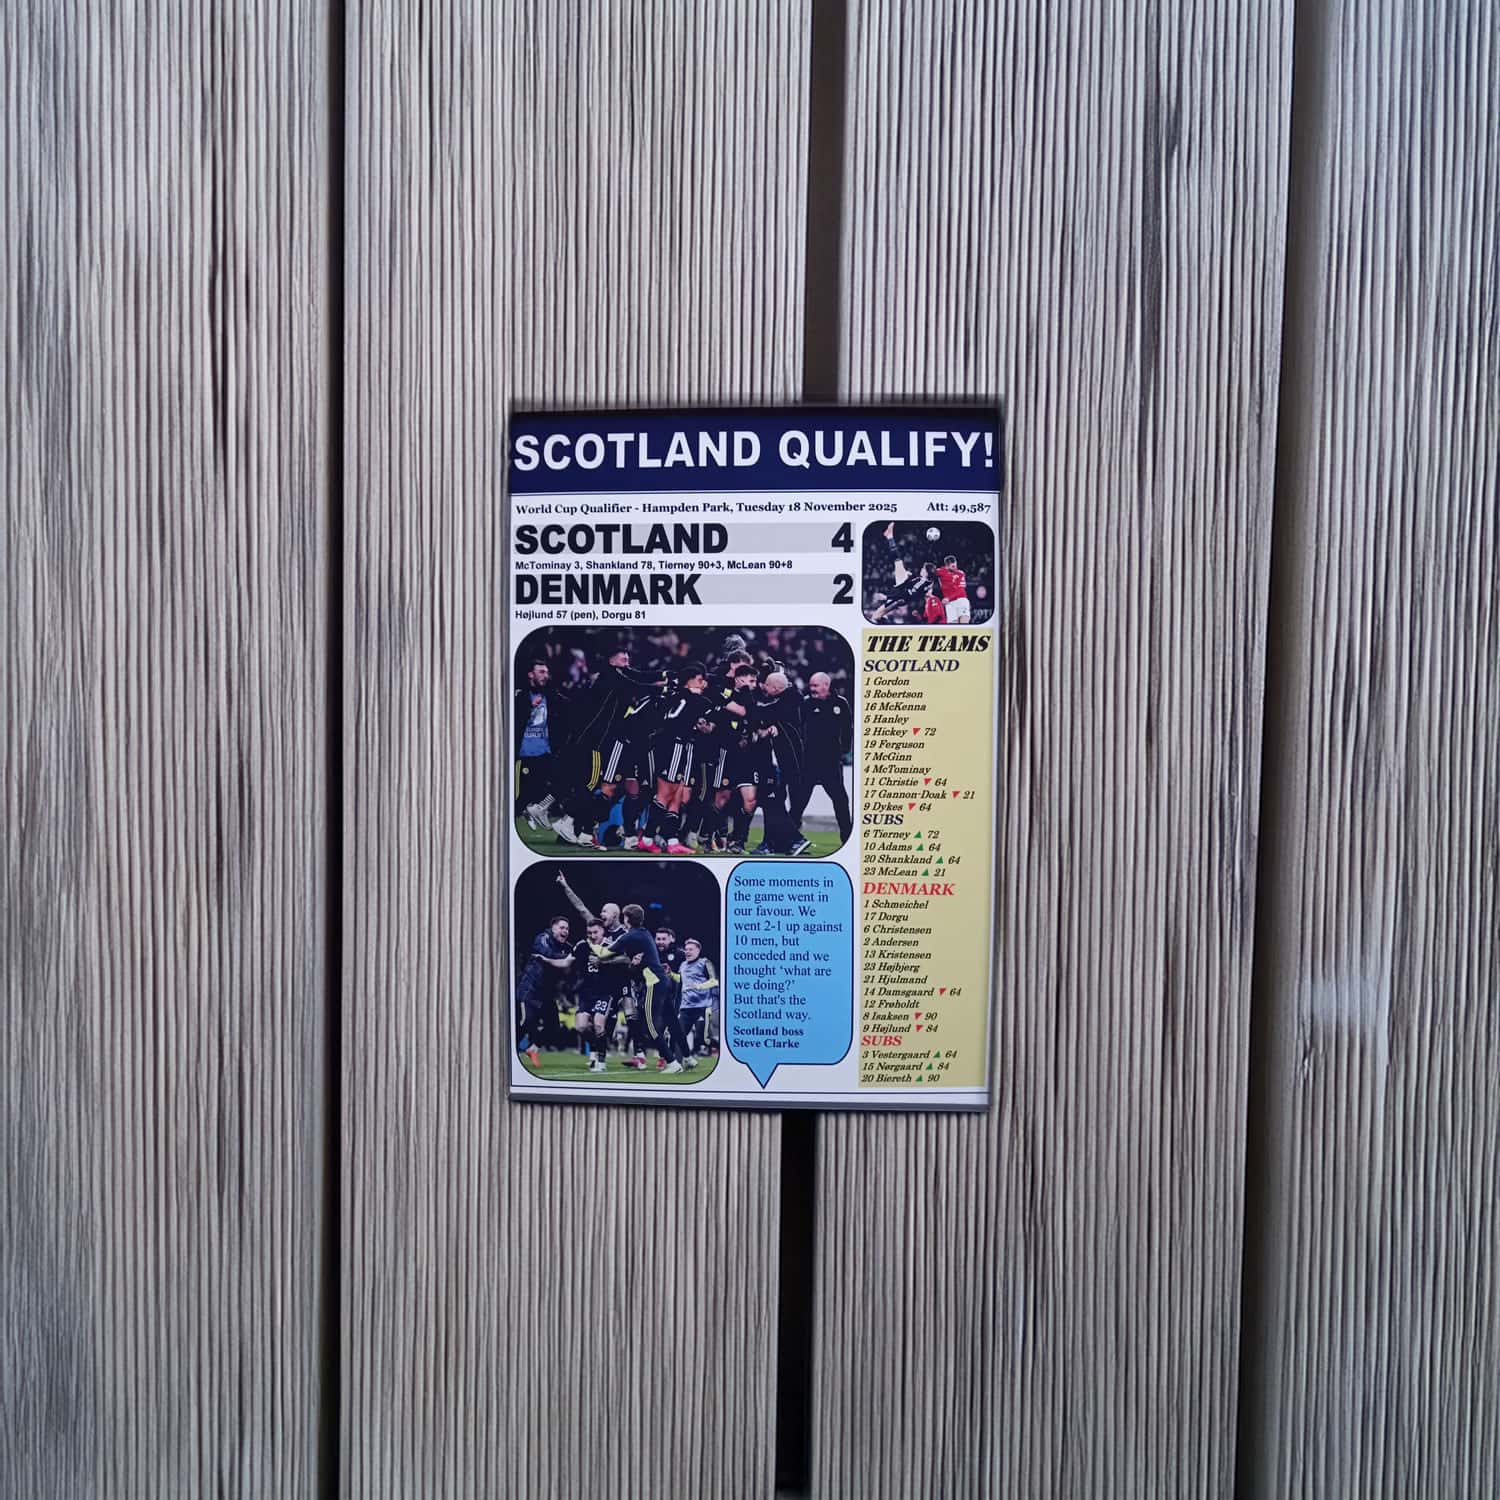 SCOTLAND QUALIFY!
World Cup Qualifier - Hampden Park, Tuesday 18 November 2025 Att: 49,587
SCOTLAND 4
McTominay 3, Shankland 78, Tierney 90+3, McLean 90+8
DENMARK 2
Højlund 57 (pen), Dorgu 81
THE TEAMS
SCOTLAND
1 Gordon
3 Robertson
16 McKenna
5 Hanley
2 Hickey ▼ 72
19 Ferguson
7 McGinn
4 McTominay
11 Christie ▼ 64
17 Gannon-Doak ▼ 21
9 Dykes ▼ 64
SUBS
6 Tierney ▲ 72
10 Adams ▲ 64
20 Shankland ▲ 64
23 McLean ▲ 21
DENMARK
1 Schmeichel
17 Dorgu
6 Christensen
2 Andersen
13 Kristensen
23 Højbjerg
21 Hjulmand
14 Damsgaard ▼ 64
12 Frøholdt
8 Isaksen ▼ 90
9 Højlund ▼ 84
SUBS
3 Vestergaard ▲ 64
15 Nørgaard ▲ 84
20 Biereth ▲ 90
Some moments in
the game went in
our favour. We
went 2-1 up against
10 men, but
conceded and we
thought ‘what are
we doing?’
But that's the
Scotland way.
Scotland boss
Steve Clarke
23
9